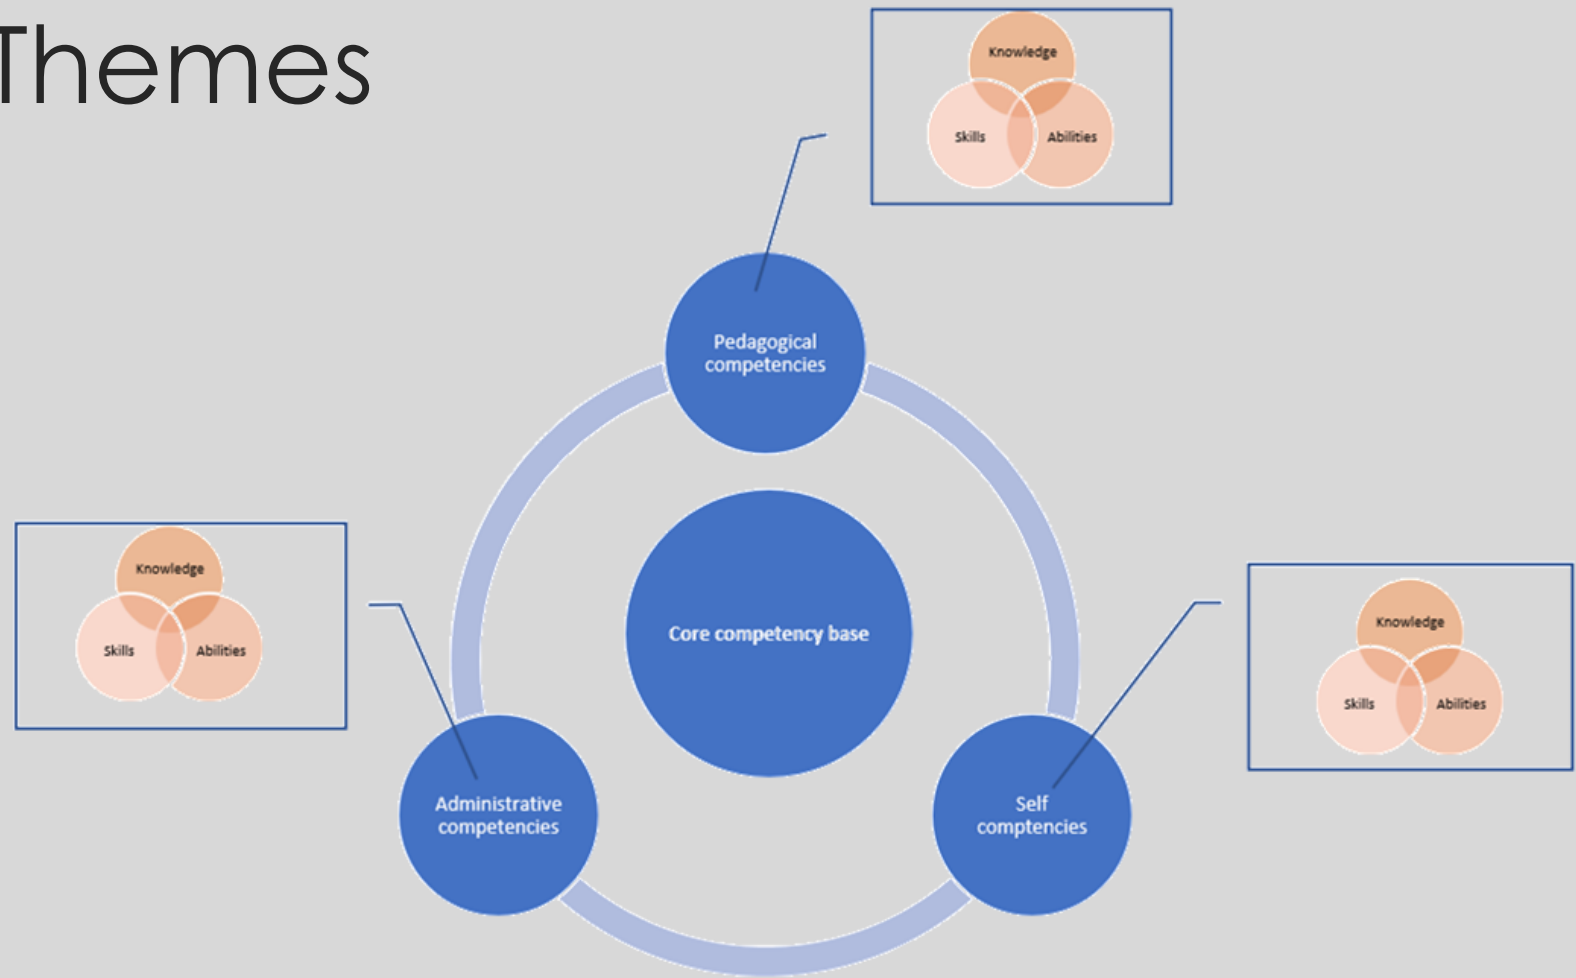 Themes
Knowledge
Skills
Abilities
Pedagogical
competencies
Core competency base
Knowledge
Skills
Abilities
Knowledge
Skills
Abilities
Administrative
competencies
Self
comptencies